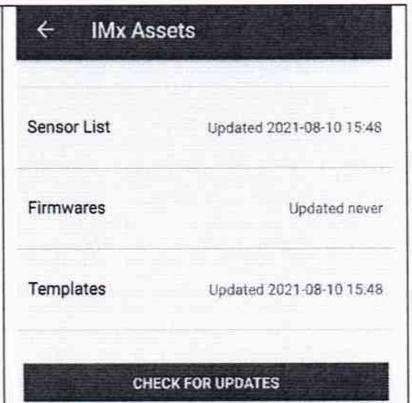 ← IMx Assets
Sensor List Updated 2021-08-10 15:48
Firmwares Updated never
Templates Updated 2021-08-10 15:48
CHECK FOR UPDATES